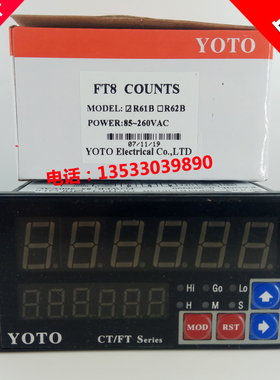 YOTO
FT8 COUNTS
MODEL: ☑R61B ☐R62B
POWER:85~260VAC
07/11/19
YOTO Electrical Co.,LTD
电话：13533039890
Hi Go Lo
H M S
MOD RST
YOTO CT/FT Series